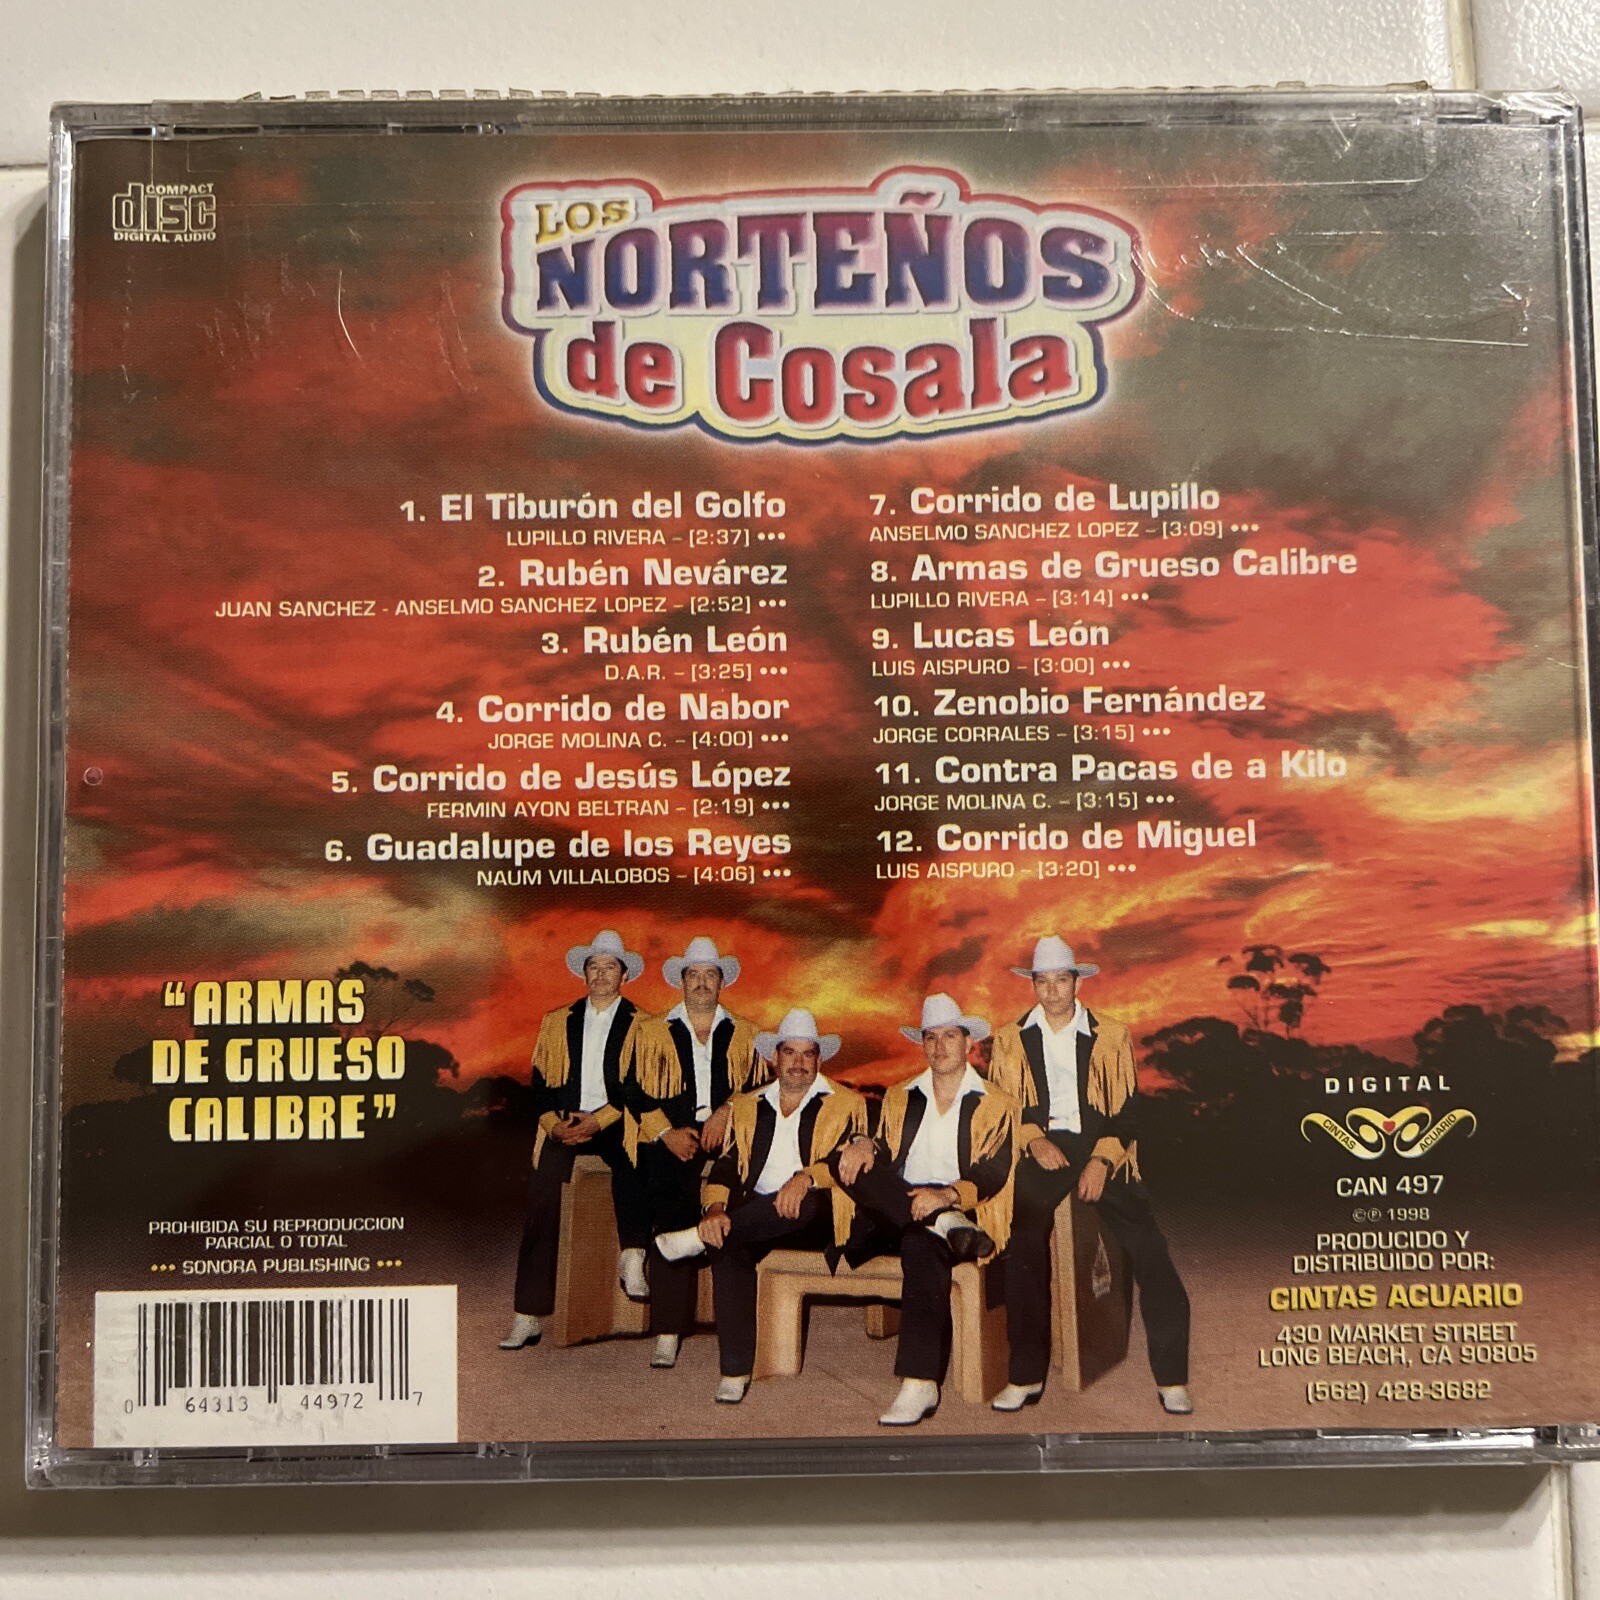 COMPACT
disc
DIGITAL AUDIO
LOS
NORTEÑOS
de Cosala
1. El Tiburón del Golfo
LUPILLO RIVERA – [2:37] •••
2. Rubén Nevárez
JUAN SANCHEZ - ANSELMO SANCHEZ LOPEZ – [2:52] •••
3. Rubén León
D.A.R. – [3:25] •••
4. Corrido de Nabor
JORGE MOLINA C. – [4:00] •••
5. Corrido de Jesús López
FERMIN AYON BELTRAN – [2:19] •••
6. Guadalupe de los Reyes
NAUM VILLALOBOS – [4:06] •••
7. Corrido de Lupillo
ANSELMO SANCHEZ LOPEZ – [3:09] •••
8. Armas de Grueso Calibre
LUPILLO RIVERA – [3:14] •••
9. Lucas León
LUIS AISPURO – [3:00] •••
10. Zenobio Fernández
JORGE CORRALES – [3:15] •••
11. Contra Pacas de a Kilo
JORGE MOLINA C. – [3:15] •••
12. Corrido de Miguel
LUIS AISPURO – [3:20] •••
“ARMAS
DE GRUESO
CALIBRE”
PROHIBIDA SU REPRODUCCION
PARCIAL O TOTAL
••• SONORA PUBLISHING •••
0 64313 44972 7
DIGITAL
CINTAS ACUARIO
CAN 497
©℗ 1998
PRODUCIDO Y
DISTRIBUIDO POR:
CINTAS ACUARIO
430 MARKET STREET
LONG BEACH, CA 90805
(562) 428-3682